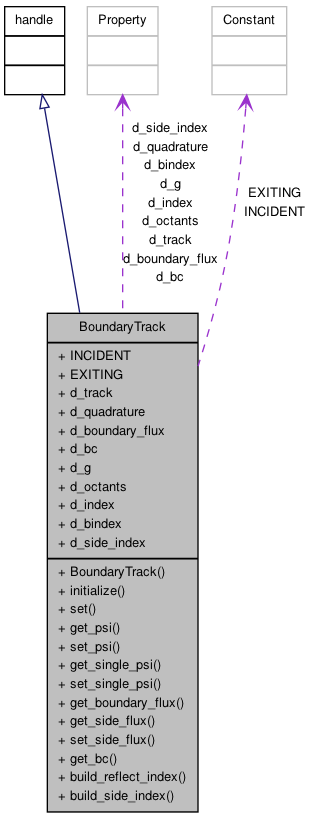 handle
Property
Constant
d_side_index
d_quadrature
d_bindex
d_g
d_index
d_octants
d_track
d_boundary_flux
d_bc
EXITING
INCIDENT
BoundaryTrack
+ INCIDENT
+ EXITING
+ d_track
+ d_quadrature
+ d_boundary_flux
+ d_bc
+ d_g
+ d_octants
+ d_index
+ d_bindex
+ d_side_index
+ BoundaryTrack()
+ initialize()
+ set()
+ get_psi()
+ set_psi()
+ get_single_psi()
+ set_single_psi()
+ get_boundary_flux()
+ get_side_flux()
+ set_side_flux()
+ get_bc()
+ build_reflect_index()
+ build_side_index()